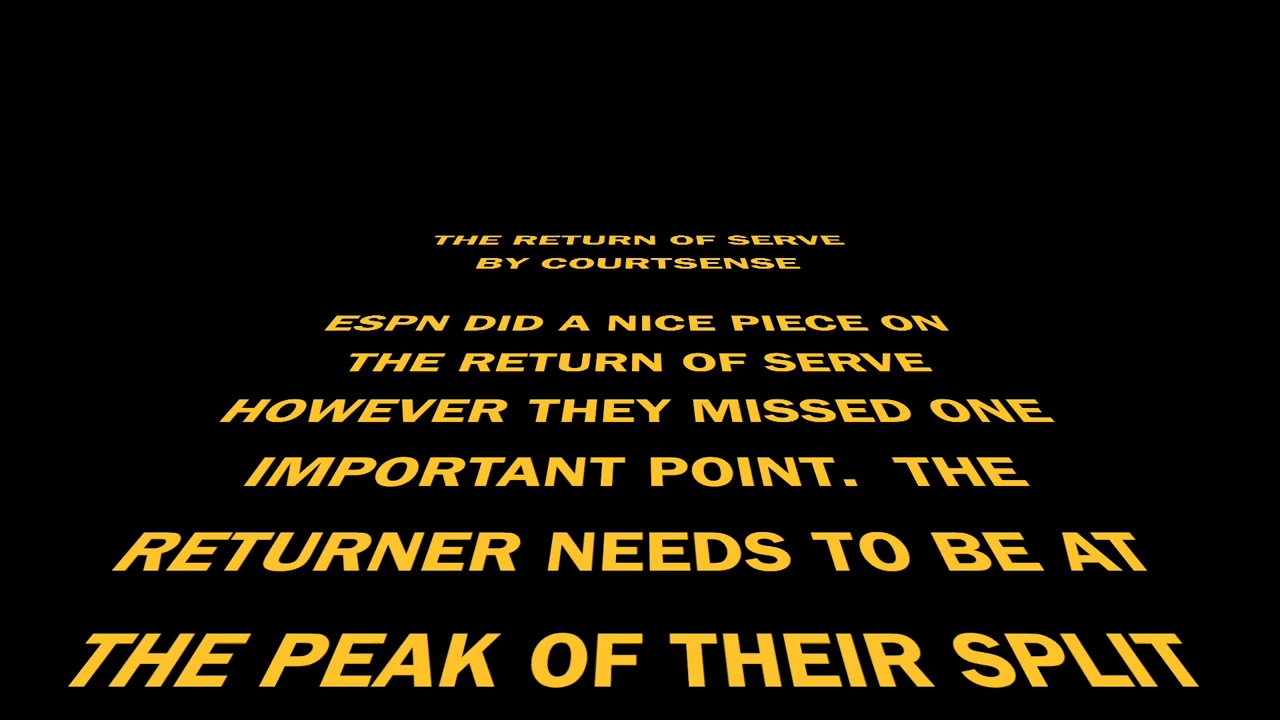 THE RETURN OF SERVE
BY COURTSENSE
ESPN DID A NICE PIECE ON
THE RETURN OF SERVE
HOWEVER THEY MISSED ONE
IMPORTANT POINT.  THE
RETURNER NEEDS TO BE AT
THE PEAK OF THEIR SPLIT